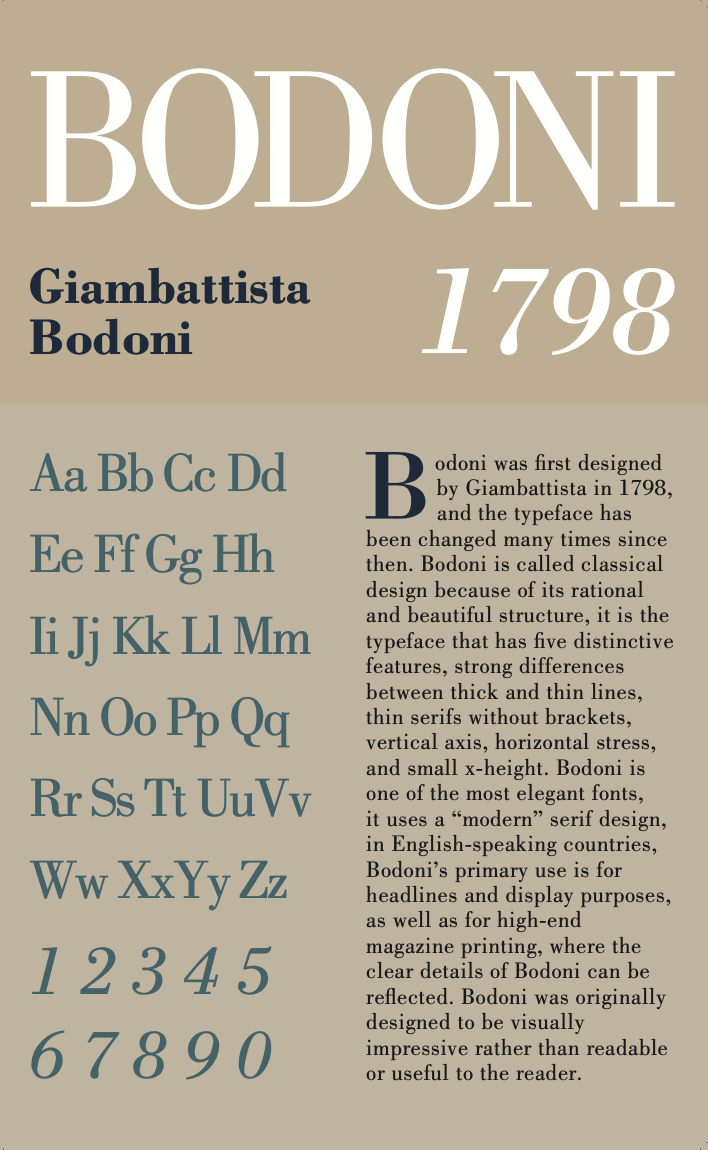 BODONI
Giambattista
Bodoni
1798
Aa Bb Cc Dd
Ee Ff Gg Hh
Ii Jj Kk Ll Mm
Nn Oo Pp Qq
Rr Ss Tt UuVv
Ww XxYy Zz
1 2 3 4 5
6 7 8 9 0
Bodoni was first designed
by Giambattista in 1798,
and the typeface has
been changed many times since
then. Bodoni is called classical
design because of its rational
and beautiful structure, it is the
typeface that has five distinctive
features, strong differences
between thick and thin lines,
thin serifs without brackets,
vertical axis, horizontal stress,
and small x-height. Bodoni is
one of the most elegant fonts,
it uses a “modern” serif design,
in English-speaking countries,
Bodoni’s primary use is for
headlines and display purposes,
as well as for high-end
magazine printing, where the
clear details of Bodoni can be
reflected. Bodoni was originally
designed to be visually
impressive rather than readable
or useful to the reader.